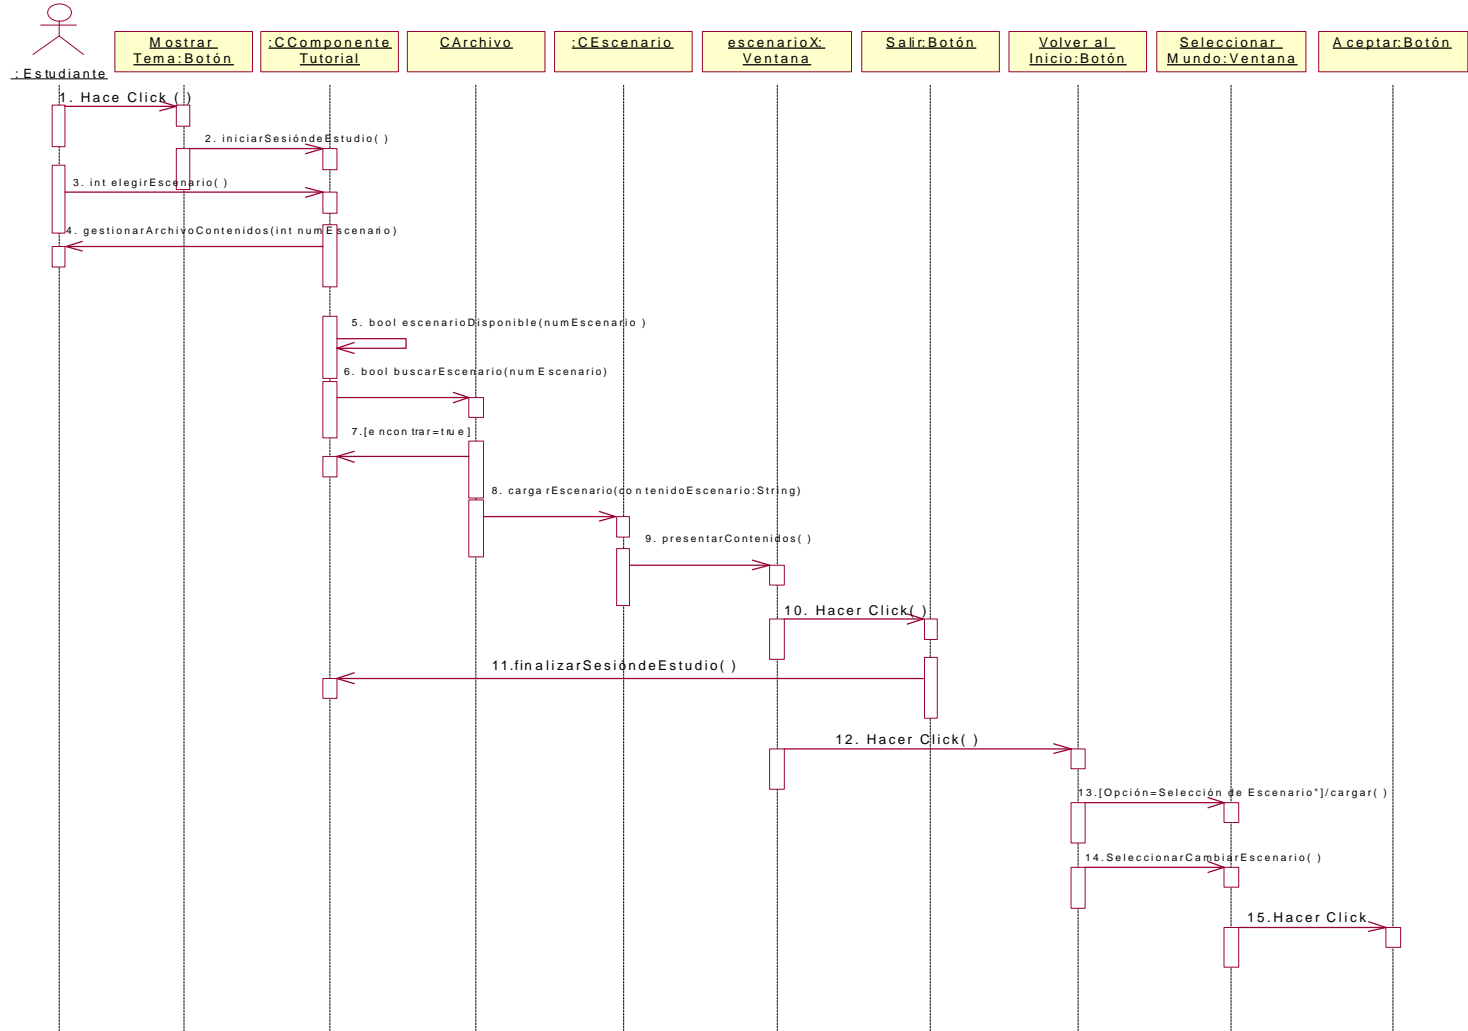 : Estudiante
Mostrar
Tema:Botón
:CComponente
Tutorial
CArchivo
:CEscenario
escenarioX:
Ventana
Salir:Botón
Volver al
Inicio:Botón
Seleccionar
Mundo:Ventana
Aceptar:Botón
1. Hace Click ( )
2. iniciarSesióndeEstudio( )
3. int elegirEscenario( )
4. gestionarArchivoContenidos(int numEscenario)
5. bool escenarioDisponible(numEscenario )
6. bool buscarEscenario(numEscenario)
7.[encontrar=true]
8. cargarEscenario(contenidoEscenario:String)
9. presentarContenidos( )
10. Hacer Click( )
11.finalizarSesióndeEstudio( )
12. Hacer Click( )
13.[Opción=Selección de Escenario"]/cargar( )
14.SeleccionarCambiarEscenario( )
15.Hacer Click